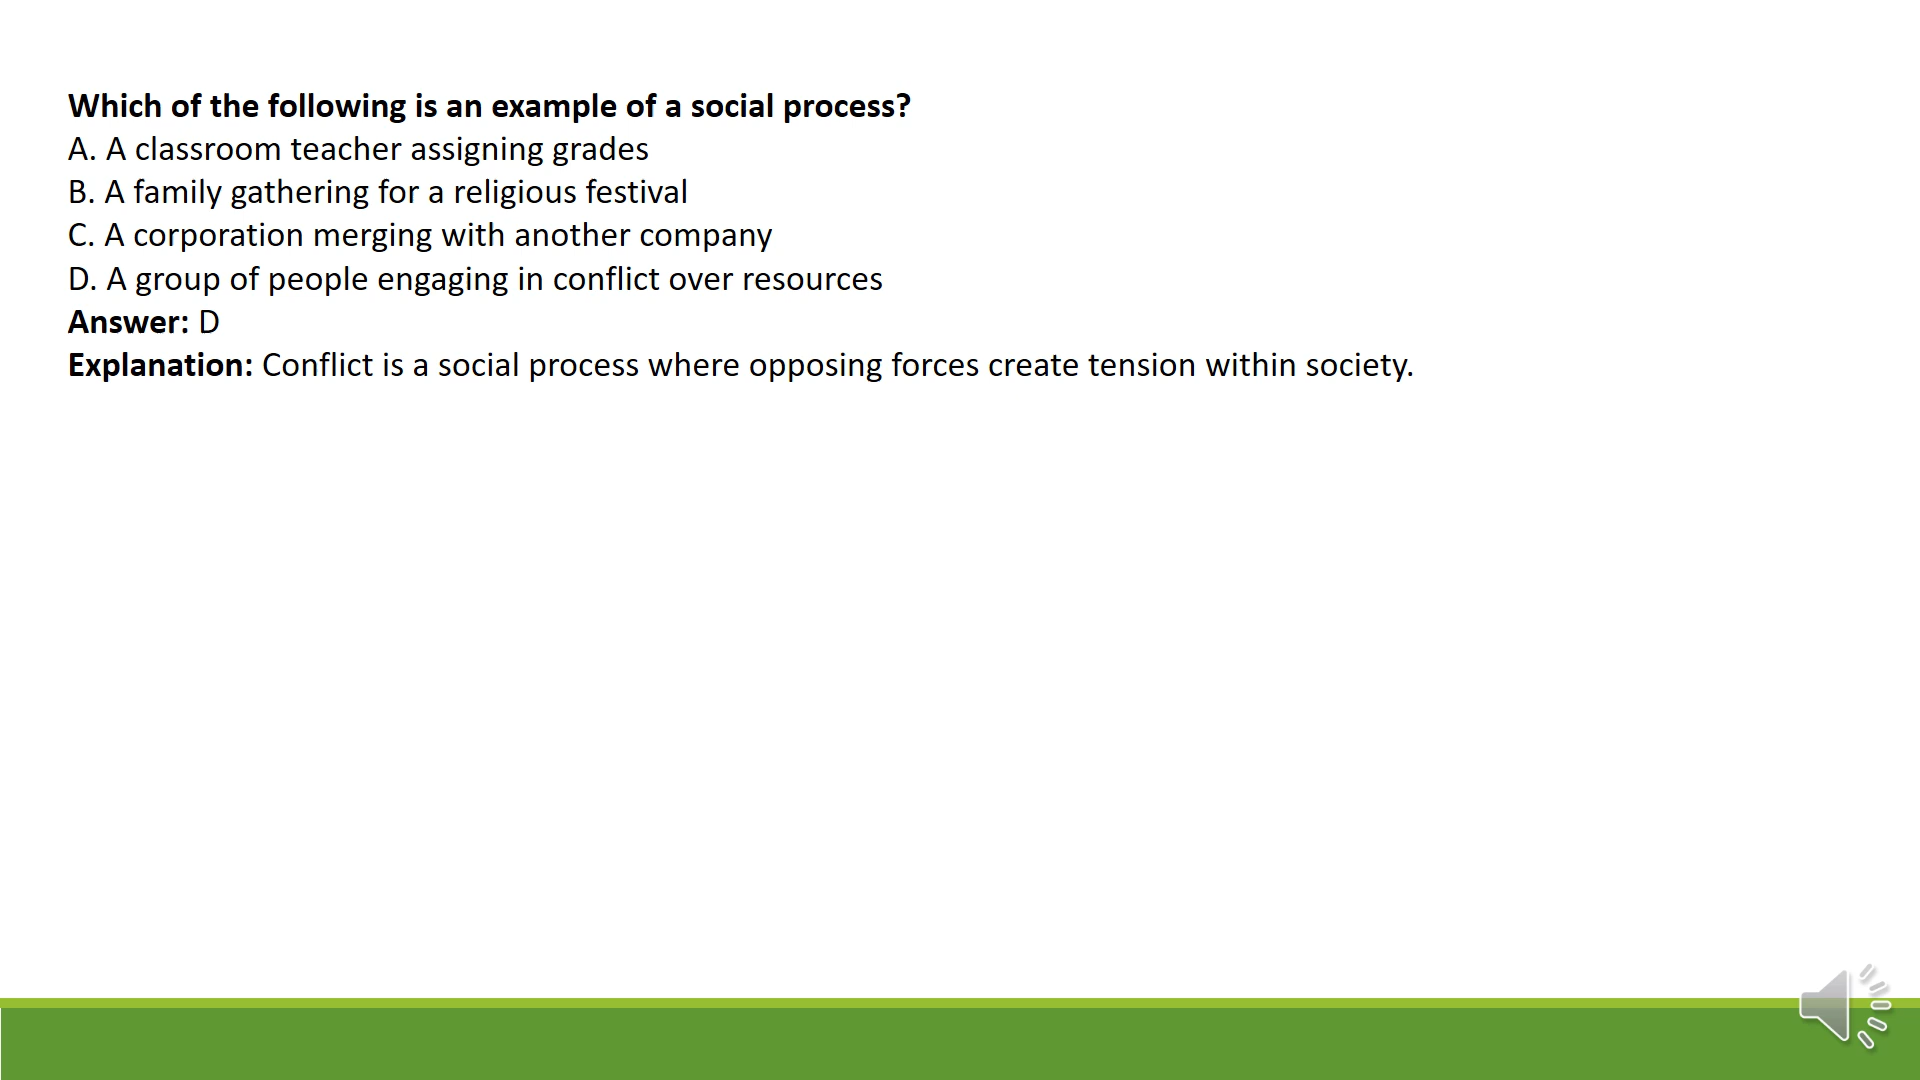 Which of the following is an example of a social process?
A. A classroom teacher assigning grades
B. A family gathering for a religious festival
C. A corporation merging with another company
D. A group of people engaging in conflict over resources
Answer: D
Explanation: Conflict is a social process where opposing forces create tension within society.